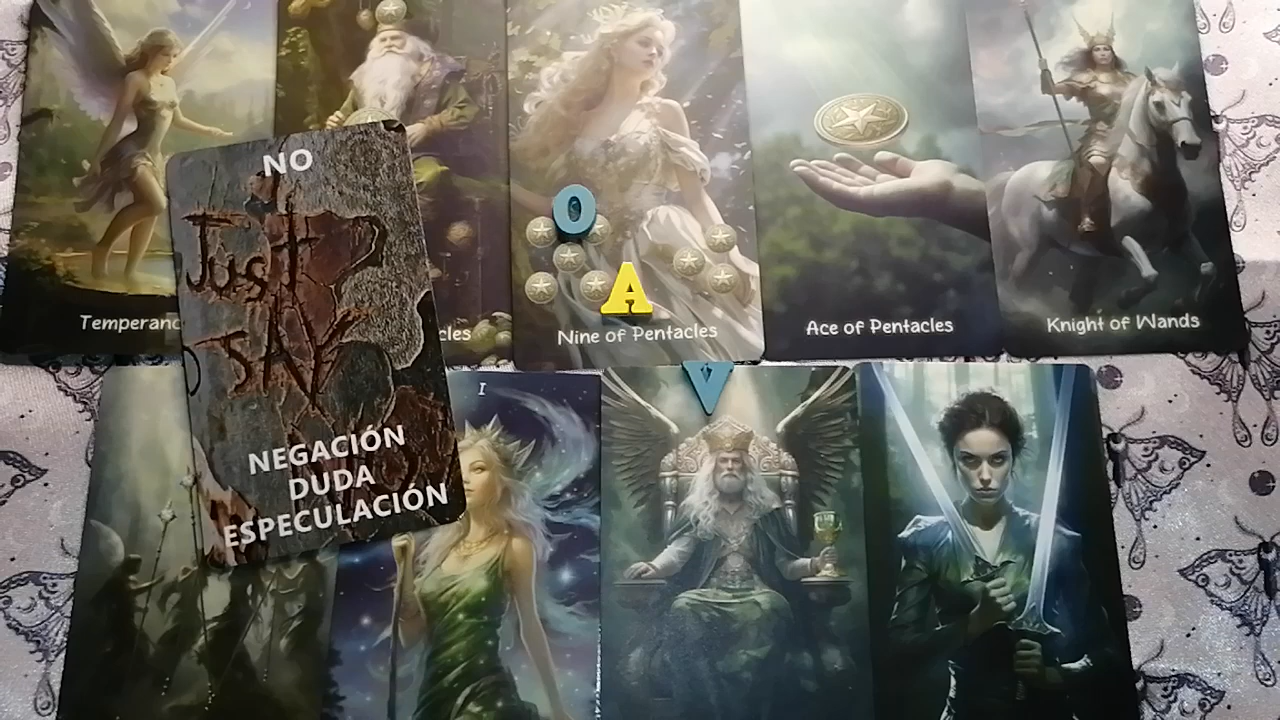 Temperanc
cles
Nine of Pentacles
Ace of Pentacles
Knight of Wands
O
A
V
NO
Just
SAY
NEGACIÓN
DUDA
ESPECULACIÓN
I